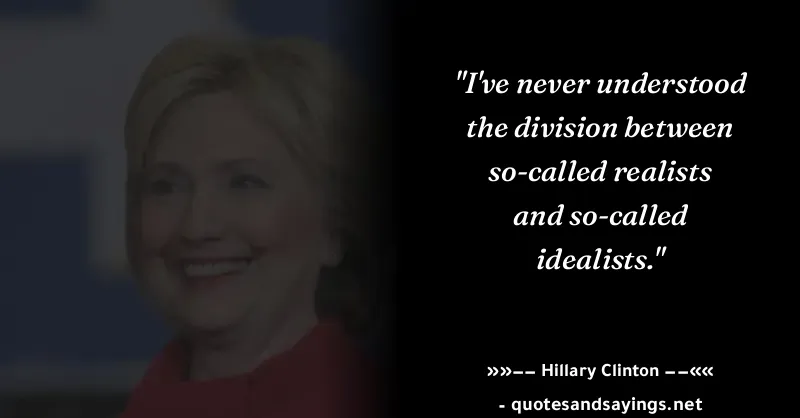 "I've never understood
the division between
so-called realists
and so-called
idealists."
»»–– Hillary Clinton ––««
- quotesandsayings.net